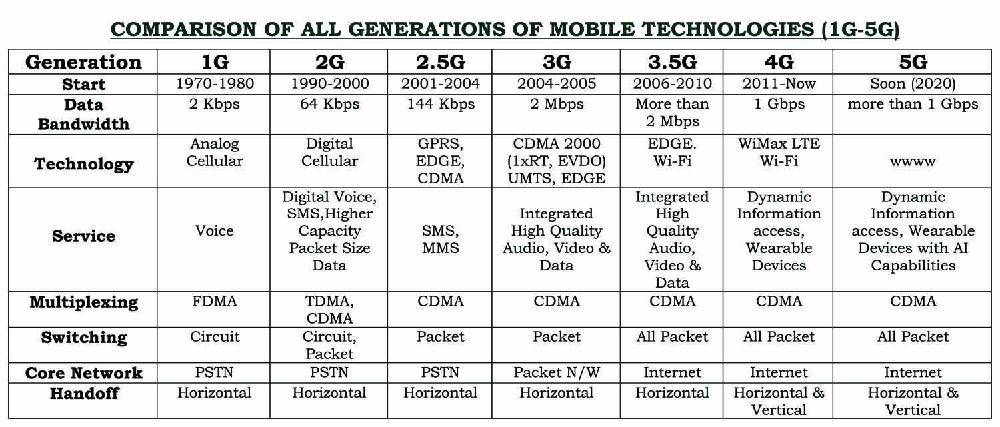 COMPARISON OF ALL GENERATIONS OF MOBILE TECHNOLOGIES (1G-5G)
Generation 1G 2G 2.5G 3G 3.5G 4G 5G
Start 1970-1980 1990-2000 2001-2004 2004-2005 2006-2010 2011-Now Soon (2020)
Data 2 Kbps 64 Kbps 144 Kbps 2 Mbps More than 1 Gbps more than 1 Gbps
Bandwidth 2 Mbps
Analog Digital GPRS, CDMA 2000 EDGE. WiMax LTE
Technology Cellular Cellular EDGE, (1xRT, EVDO) Wi-Fi Wi-Fi wwww
CDMA UMTS, EDGE
Digital Voice, Integrated Dynamic Dynamic
SMS,Higher Integrated High Information Information
Service Voice Capacity SMS, High Quality Quality access, access, Wearable
Packet Size MMS Audio, Video & Audio, Wearable Devices with AI
Data Data Video & Devices Capabilities
Data
Multiplexing FDMA TDMA, CDMA CDMA CDMA CDMA CDMA
CDMA
Switching Circuit Circuit, Packet Packet All Packet All Packet All Packet
Packet
Core Network PSTN PSTN PSTN Packet N/W Internet Internet Internet
Handoff Horizontal Horizontal Horizontal Horizontal Horizontal Horizontal & Horizontal &
Vertical Vertical